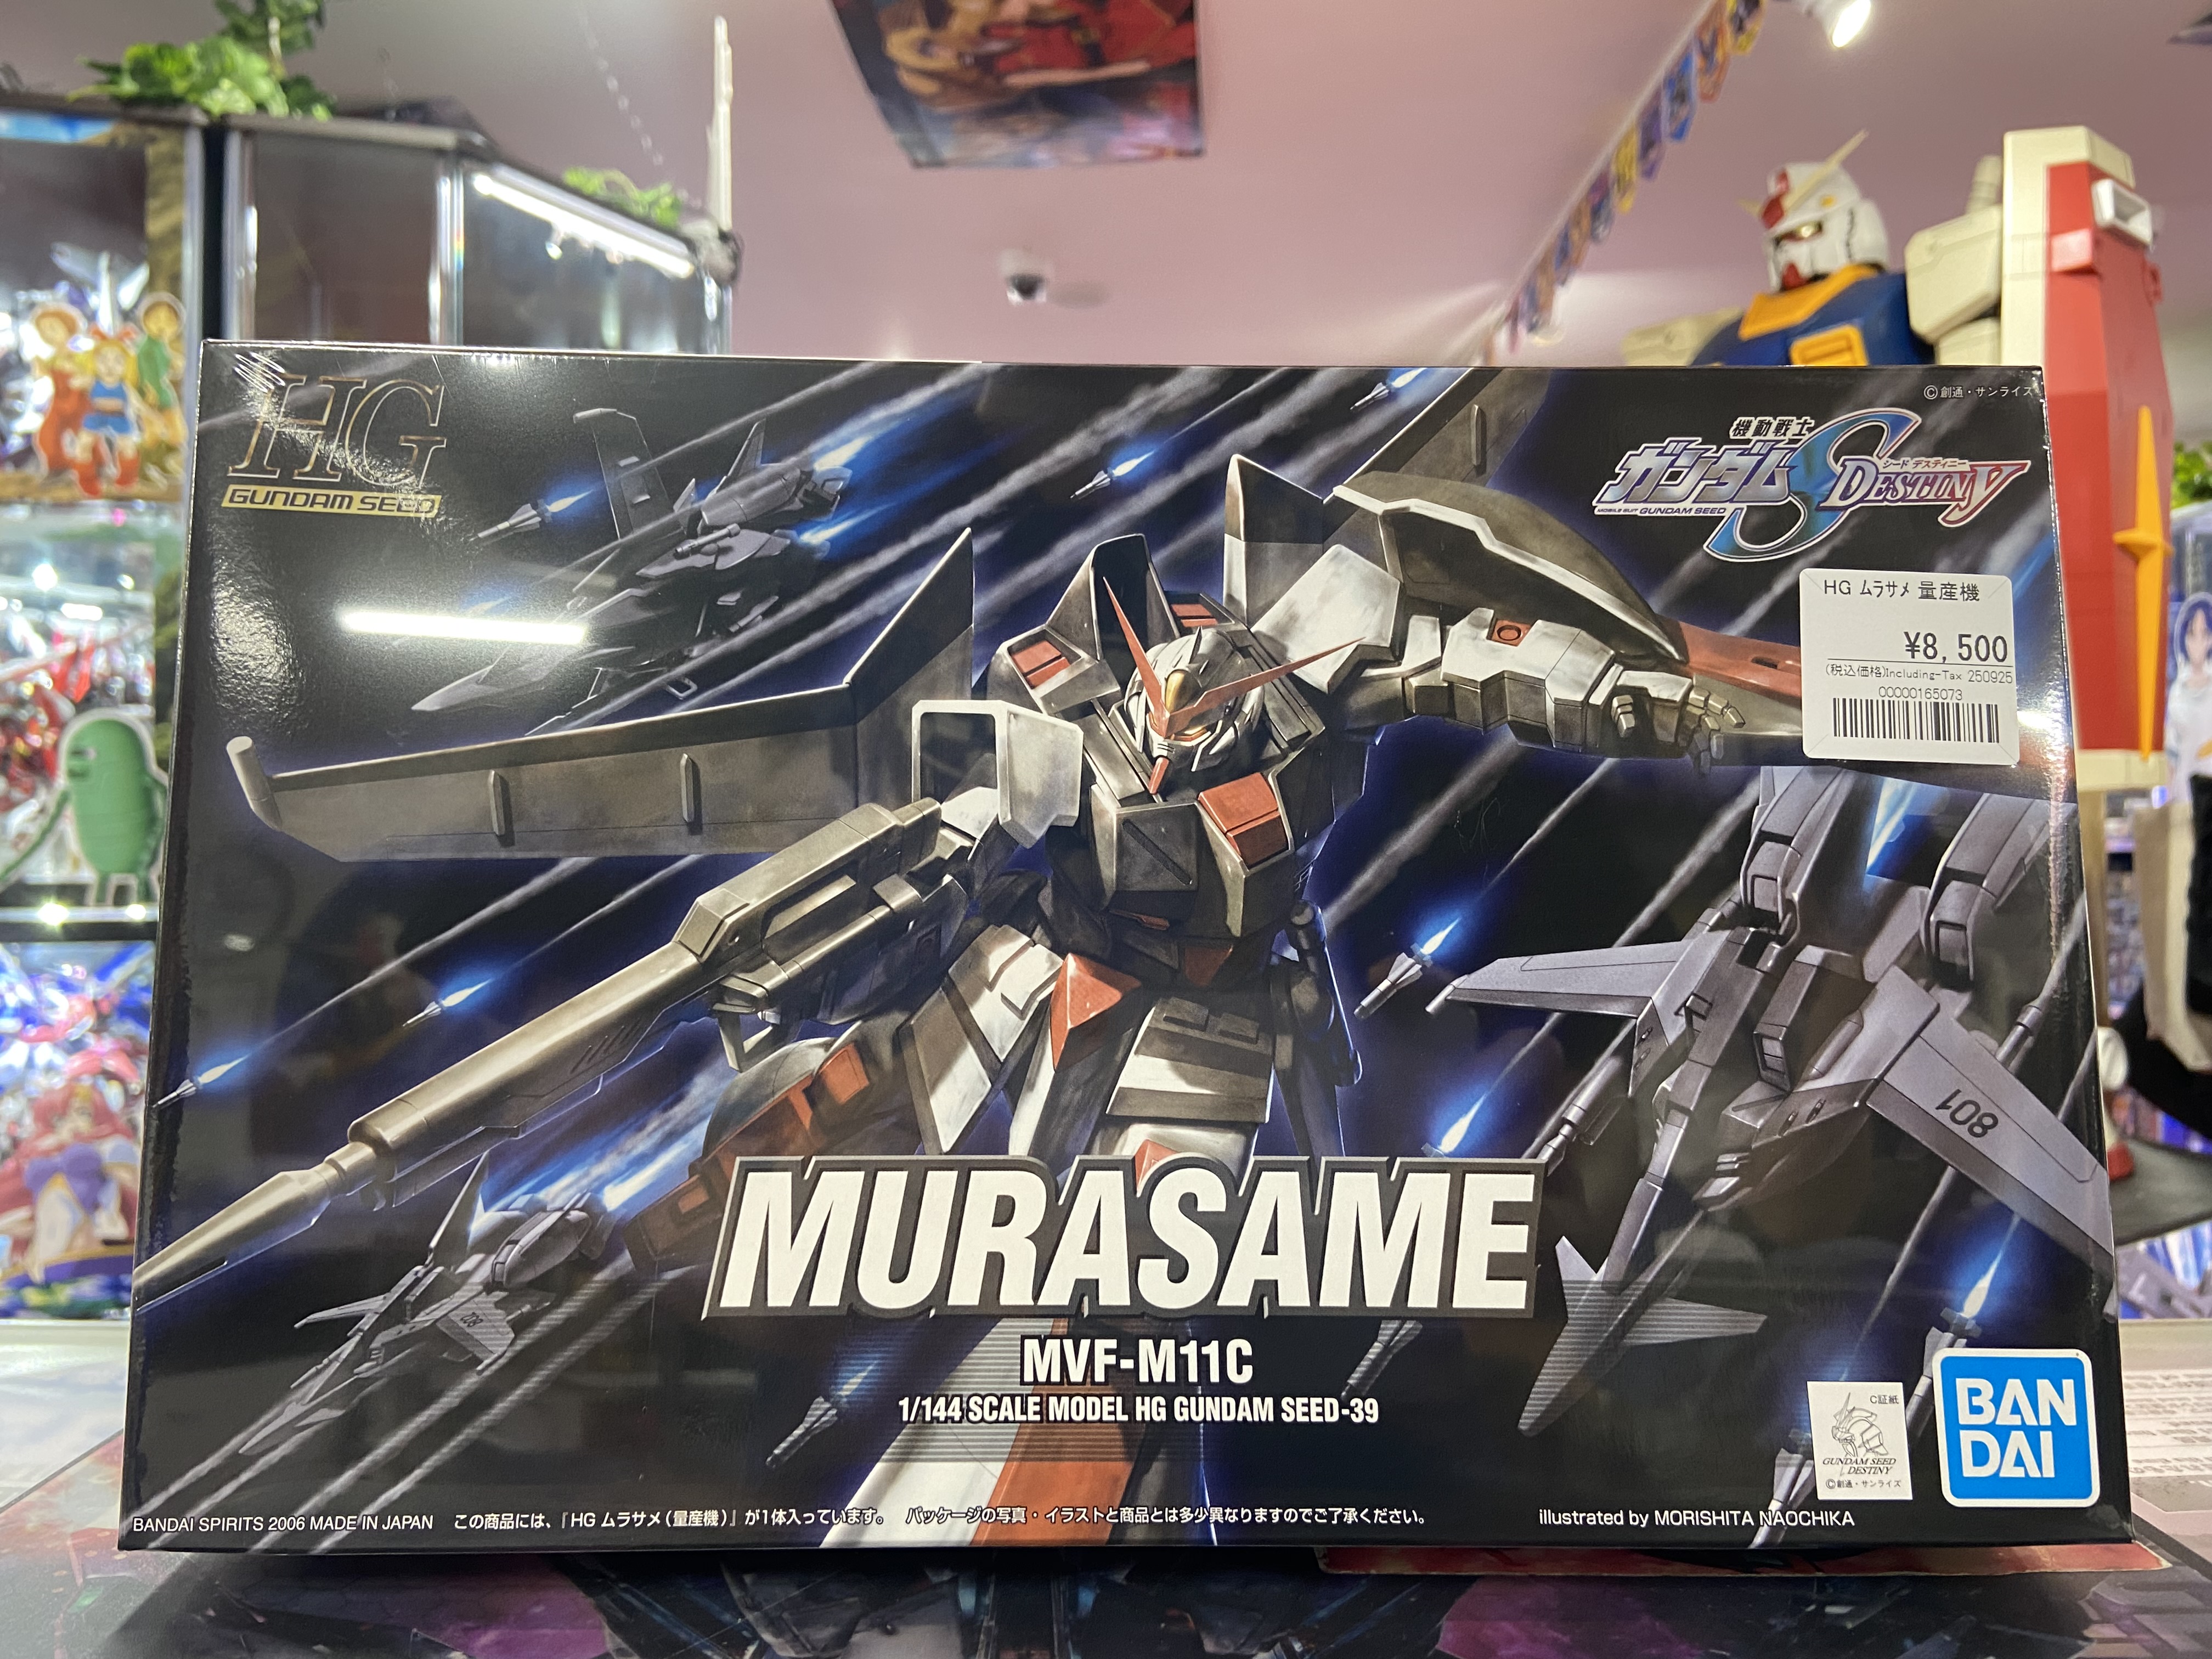 HG
GUNDAM SEED
©創通・サンライズ
機動戦士
ガンダムSEED DESTINY
シード デスティニー
MOBILE SUIT GUNDAM SEED
HG ムラサメ 量産機
¥8,500
(税込価格)Including-Tax 250925
00000165073
801
802
MURASAME
MVF-M11C
1/144 SCALE MODEL HG GUNDAM SEED-39
C証紙
GUNDAM SEED
DESTINY
©創通・サンライズ
BAN
DAI
BANDAI SPIRITS 2006 MADE IN JAPAN この商品には、『HG ムラサメ(量産機)』が1体入っています。 パッケージの写真・イラストと商品とは多少異なりますのでご了承ください。 illustrated by MORISHITA NAOCHIKA